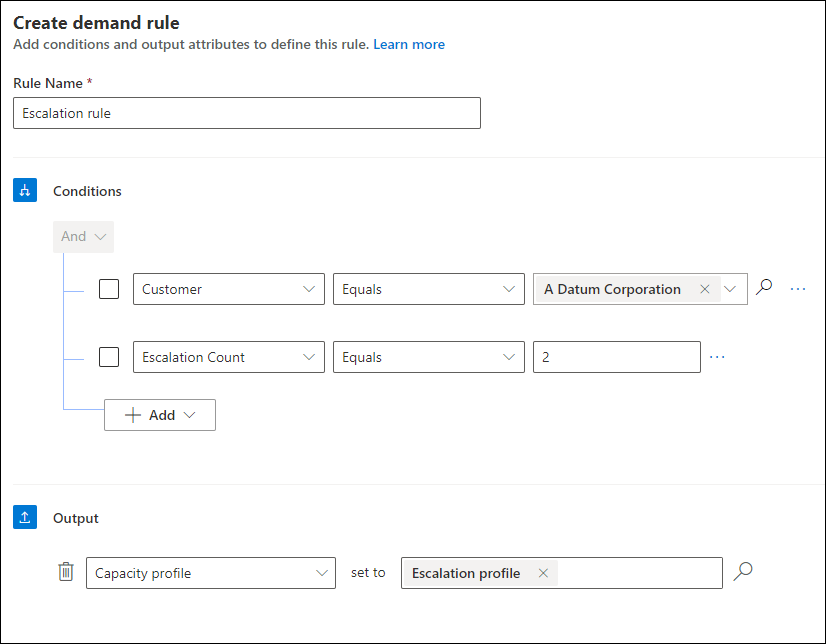 Create demand rule
Add conditions and output attributes to define this rule. Learn more
Rule Name *
Escalation rule
Conditions
And
Customer Equals A Datum Corporation
Escalation Count Equals 2
Add
Output
Capacity profile set to Escalation profile